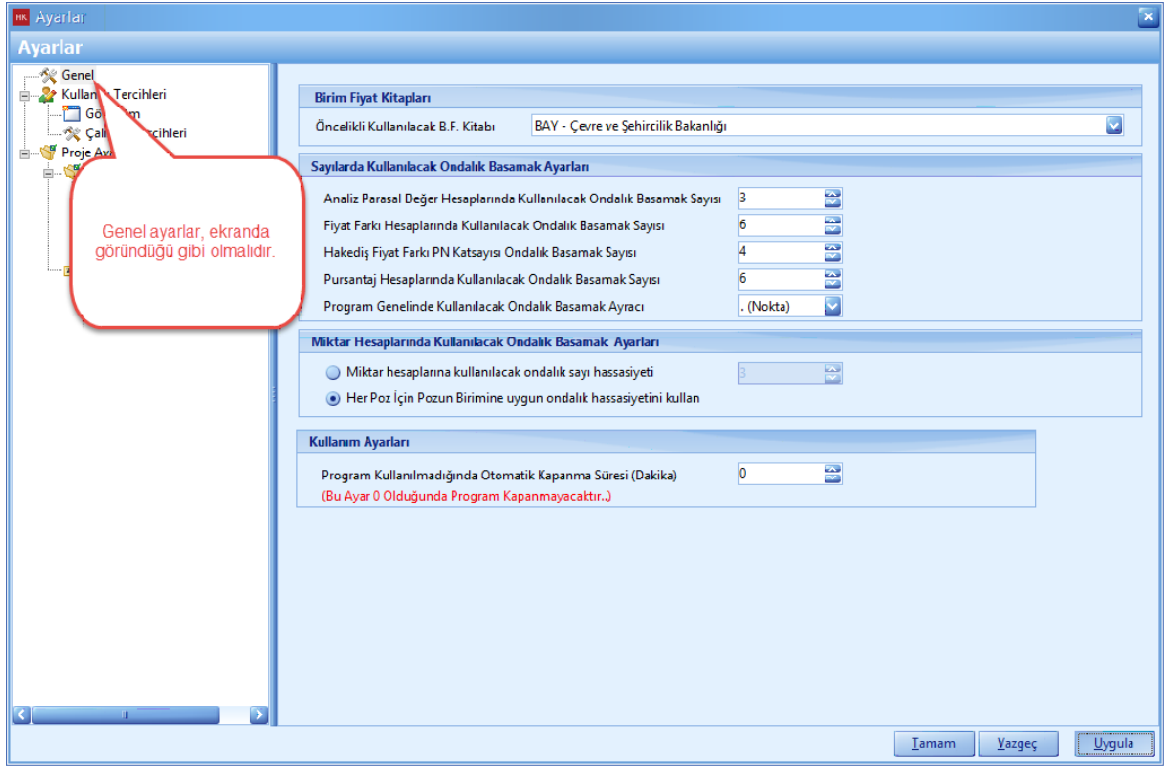 HK Ayarlar
Ayarlar
Genel
Tercihleri
Proje
Genel ayarlar, ekranda
göründüğü gibi olmalıdır.
Birim Fiyat Kitapları
Öncelikli Kullanılacak B.F. Kitabı BAY - Çevre ve Şehircilik Bakanlığı
Sayılarda Kullanılacak Ondalık Basamak Ayarları
Analiz Parasal Değer Hesaplarında Kullanılacak Ondalık Basamak Sayısı 3
Fiyat Farkı Hesaplarında Kullanılacak Ondalık Basamak Sayısı 6
Hakediş Fiyat Farkı PN Katsayısı Ondalık Basamak Sayısı 4
Pursantaj Hesaplarında Kullanılacak Ondalık Basamak Sayısı 6
Program Genelinde Kullanılacak Ondalık Basamak Ayracı . (Nokta)
Miktar Hesaplarında Kullanılacak Ondalık Basamak Ayarları
Miktar hesaplarına kullanılacak ondalık sayı hassasiyeti 3
Her Poz İçin Pozun Birimine uygun ondalık hassasiyetini kullan
Kullanım Ayarları
Program Kullanılmadığında Otomatik Kapanma Süresi (Dakika) 0
(Bu Ayar 0 Olduğunda Program Kapanmayacaktır..)
Tamam Vazgeç Uygula